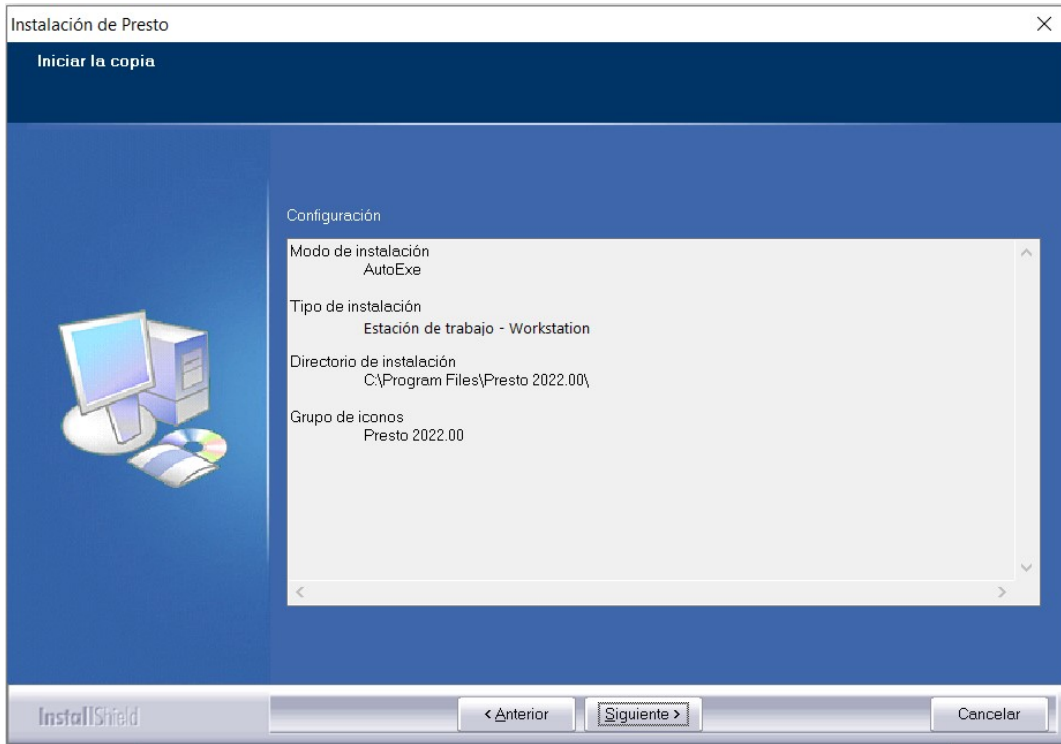 Instalación de Presto
Iniciar la copia
Configuración
Modo de instalación
AutoExe
Tipo de instalación
Estación de trabajo - Workstation
Directorio de instalación
C:\Program Files\Presto 2022.00\
Grupo de iconos
Presto 2022.00
InstallShield
< Anterior
Siguiente >
Cancelar